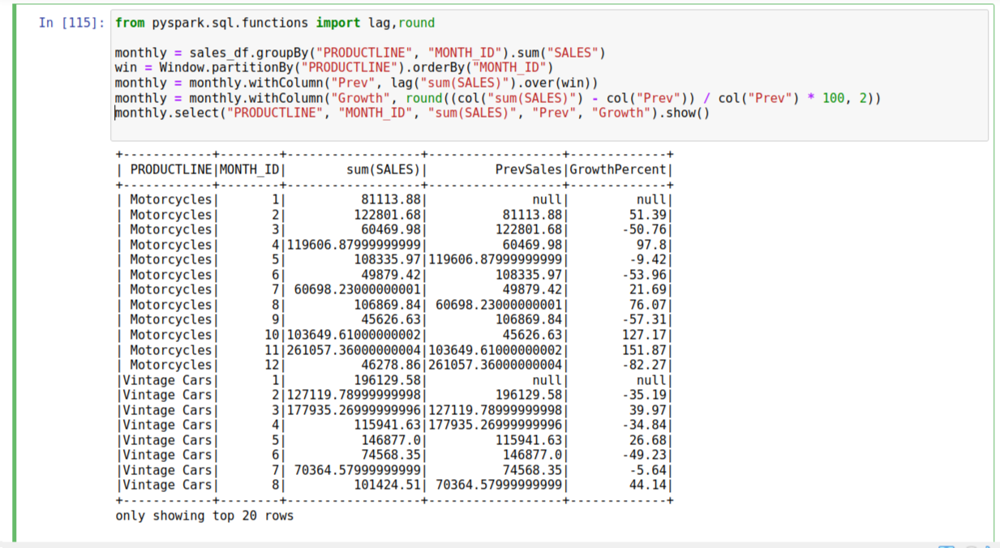 In [115]: from pyspark.sql.functions import lag,round
monthly = sales_df.groupBy("PRODUCTLINE", "MONTH_ID").sum("SALES")
win = Window.partitionBy("PRODUCTLINE").orderBy("MONTH_ID")
monthly = monthly.withColumn("Prev", lag("sum(SALES)").over(win))
monthly = monthly.withColumn("Growth", round((col("sum(SALES)") - col("Prev")) / col("Prev") * 100, 2))
monthly.select("PRODUCTLINE", "MONTH_ID", "sum(SALES)", "Prev", "Growth").show()
+------------+--------+------------------+------------------+-------------+
| PRODUCTLINE|MONTH_ID|        sum(SALES)|         PrevSales|GrowthPercent|
+------------+--------+------------------+------------------+-------------+
| Motorcycles|       1|          81113.88|              null|         null|
| Motorcycles|       2|         122801.68|          81113.88|        51.39|
| Motorcycles|       3|          60469.98|         122801.68|       -50.76|
| Motorcycles|       4|119606.87999999999|          60469.98|         97.8|
| Motorcycles|       5|         108335.97|119606.87999999999|        -9.42|
| Motorcycles|       6|          49879.42|         108335.97|       -53.96|
| Motorcycles|       7| 60698.23000000001|          49879.42|        21.69|
| Motorcycles|       8|         106869.84| 60698.23000000001|        76.07|
| Motorcycles|       9|          45626.63|         106869.84|       -57.31|
| Motorcycles|      10|103649.61000000002|          45626.63|       127.17|
| Motorcycles|      11|261057.36000000004|103649.61000000002|       151.87|
| Motorcycles|      12|          46278.86|261057.36000000004|       -82.27|
|Vintage Cars|       1|         196129.58|              null|         null|
|Vintage Cars|       2|127119.78999999998|         196129.58|       -35.19|
|Vintage Cars|       3|177935.26999999996|127119.78999999998|        39.97|
|Vintage Cars|       4|         115941.63|177935.26999999996|       -34.84|
|Vintage Cars|       5|          146877.0|         115941.63|        26.68|
|Vintage Cars|       6|          74568.35|          146877.0|       -49.23|
|Vintage Cars|       7| 70364.57999999999|          74568.35|        -5.64|
|Vintage Cars|       8|         101424.51| 70364.57999999999|        44.14|
+------------+--------+------------------+------------------+-------------+
only showing top 20 rows